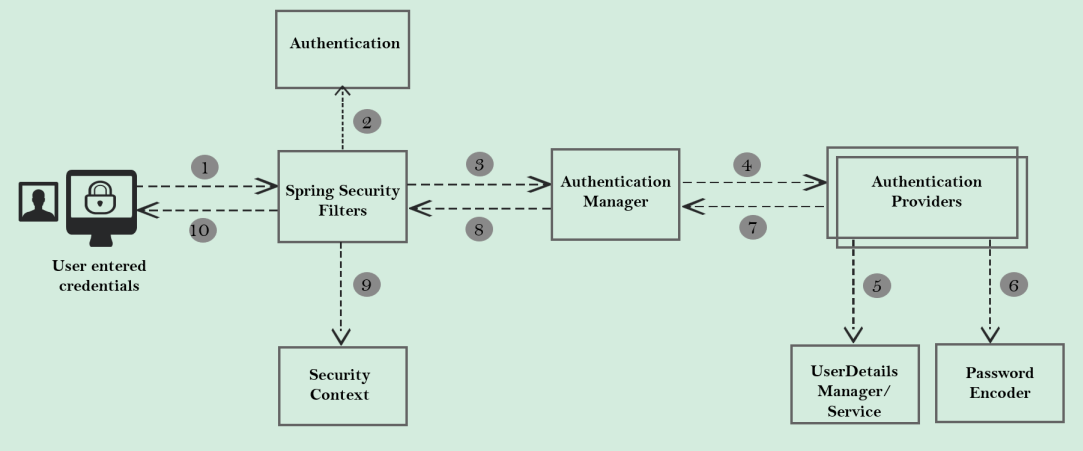 Authentication
2
1
3
4
Spring Security
Filters
Authentication
Manager
Authentication
Providers
10
8
7
User entered
credentials
9
5
6
Security
Context
UserDetails
Manager/
Service
Password
Encoder